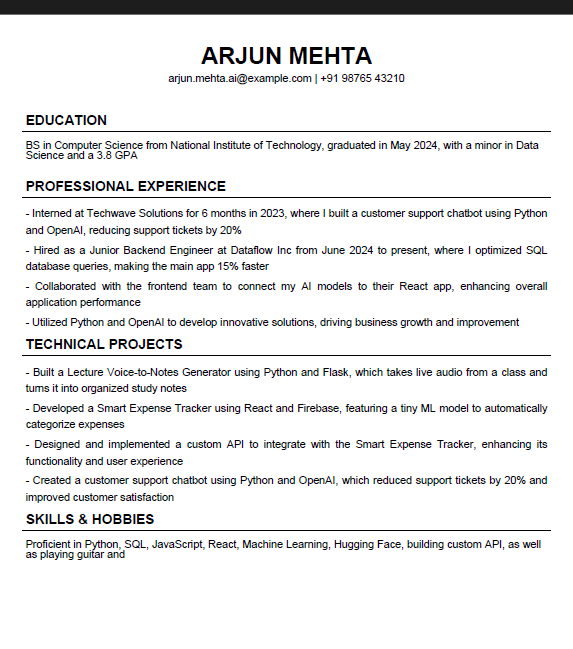 ARJUN MEHTA
arjun.mehta.ai@example.com | +91 98765 43210
EDUCATION
BS in Computer Science from National Institute of Technology, graduated in May 2024, with a minor in Data
Science and a 3.8 GPA
PROFESSIONAL EXPERIENCE
- Interned at Techwave Solutions for 6 months in 2023, where I built a customer support chatbot using Python
and OpenAI, reducing support tickets by 20%
- Hired as a Junior Backend Engineer at Dataflow Inc from June 2024 to present, where I optimized SQL
database queries, making the main app 15% faster
- Collaborated with the frontend team to connect my AI models to their React app, enhancing overall
application performance
- Utilized Python and OpenAI to develop innovative solutions, driving business growth and improvement
TECHNICAL PROJECTS
- Built a Lecture Voice-to-Notes Generator using Python and Flask, which takes live audio from a class and
turns it into organized study notes
- Developed a Smart Expense Tracker using React and Firebase, featuring a tiny ML model to automatically
categorize expenses
- Designed and implemented a custom API to integrate with the Smart Expense Tracker, enhancing its
functionality and user experience
- Created a customer support chatbot using Python and OpenAI, which reduced support tickets by 20% and
improved customer satisfaction
SKILLS & HOBBIES
Proficient in Python, SQL, JavaScript, React, Machine Learning, Hugging Face, building custom API, as well
as playing guitar and